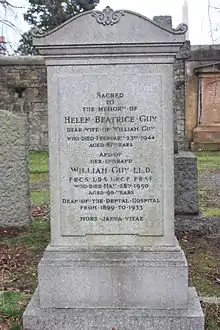 SACRED
TO
THE MEMORY OF
HELEN BEATRICE GUY
DEAR WIFE OF WILLIAM GUY
WHO DIED FEBRUARY 23RD 1944
AGED 81 YEARS
AND OF
HER HUSBAND
WILLIAM GUY LL.D.
F.R.C.S. L.D.S. L.R.C.P. F.R.S.E.
WHO DIED MAY 28TH 1950
AGED 90 YEARS
DEAN OF THE DENTAL HOSPITAL
FROM 1899 TO 1933
MORS JANUA VITAE